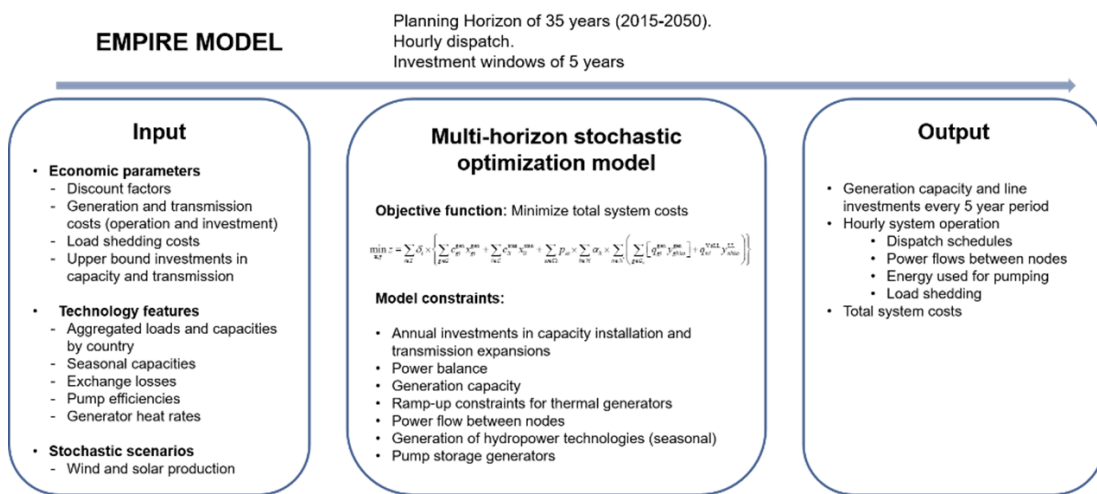 EMPIRE MODEL
Planning Horizon of 35 years (2015-2050).
Hourly dispatch.
Investment windows of 5 years
Input
• Economic parameters
- Discount factors
- Generation and transmission
costs (operation and investment)
- Load shedding costs
- Upper bound investments in
capacity and transmission
• Technology features
- Aggregated loads and capacities
by country
- Seasonal capacities
- Exchange losses
- Pump efficiencies
- Generator heat rates
• Stochastic scenarios
- Wind and solar production
Multi-horizon stochastic
optimization model
Objective function: Minimize total system costs
min z =
Model constraints:
• Annual investments in capacity installation and
transmission expansions
• Power balance
• Generation capacity
• Ramp-up constraints for thermal generators
• Power flow between nodes
• Generation of hydropower technologies (seasonal)
• Pump storage generators
Output
• Generation capacity and line
investments every 5 year period
• Hourly system operation
• Dispatch schedules
• Power flows between nodes
• Energy used for pumping
• Load shedding
• Total system costs